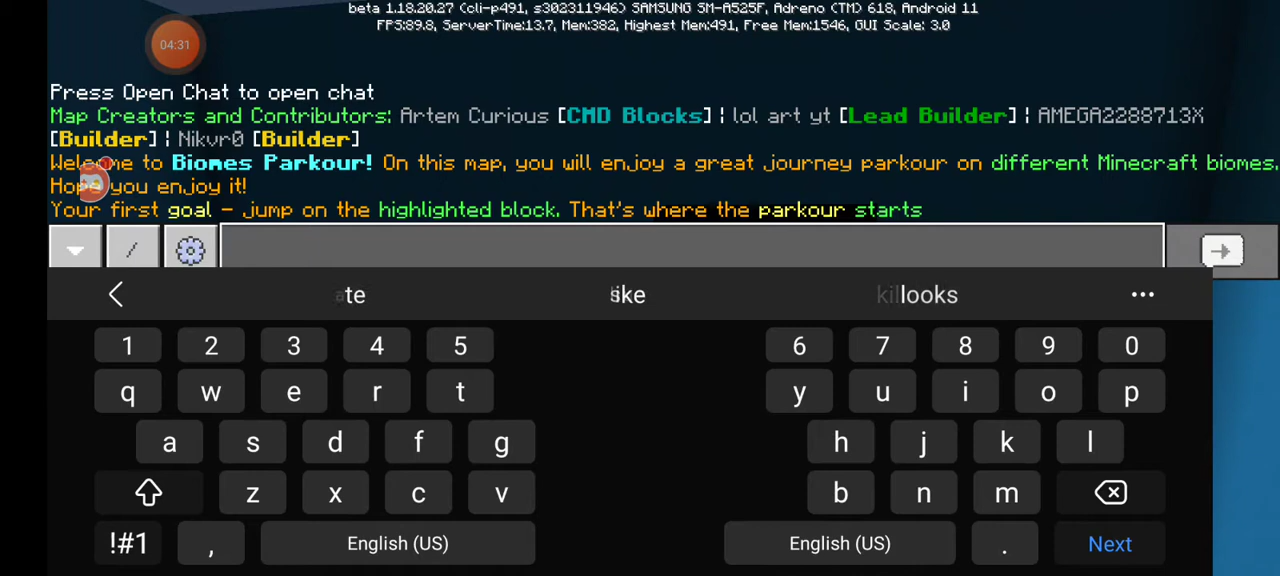 beta 1.18.20.27 (cli-p491, s302311946) SAMSUNG SM-A525F, Adreno (TM) 618, Android 11
FPS:89.8, ServerTime:13.7, Mem:382, Highest Mem:491, Free Mem:1546, GUI Scale: 3.0
04:31
Press Open Chat to open chat
Map Creators and Contributors: Artem Curious [CMD Blocks] | lol art yt [Lead Builder] | AMEGA2288713X
[Builder] | Nikvr0 [Builder]
Welcome to Biomes Parkour! On this map, you will enjoy a great journey parkour on different Minecraft biomes.
Hope you enjoy it!
Your first goal - jump on the highlighted block. That's where the parkour starts
/
looks
1 2 3 4 5 6 7 8 9 0
q w e r t y u i o p
a s d f g h j k l
z x c v b n m
!#1 , English (US) English (US) . Next